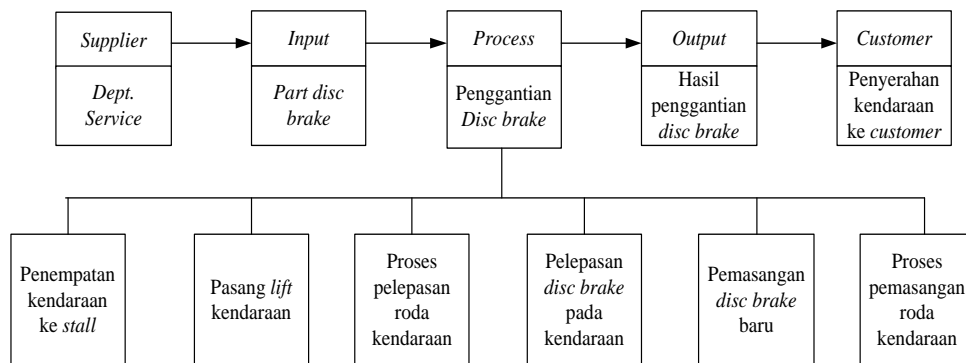 Supplier
Input
Process
Output
Customer
Dept.
Service
Part disc
brake
Penggantian
Disc brake
Hasil
penggantian
disc brake
Penyerahan
kendaraan
ke customer
Penempatan
kendaraan
ke stall
Pasang lift
kendaraan
Proses
pelepasan
roda
kendaraan
Pelepasan
disc brake
pada
kendaraan
Pemasangan
disc brake
baru
Proses
pemasangan
roda
kendaraan